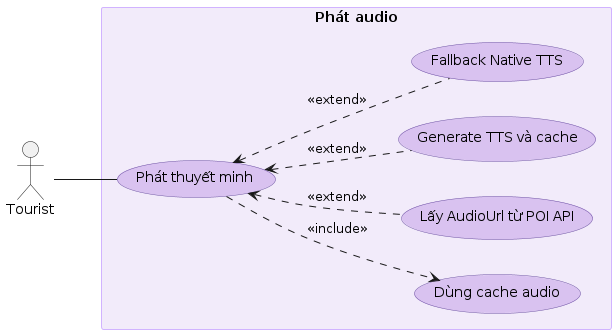 Phát audio
Fallback Native TTS
«extend»
Generate TTS và cache
«extend»
Phát thuyết minh
Tourist
«extend»
Lấy AudioUrl từ POI API
«include»
Dùng cache audio